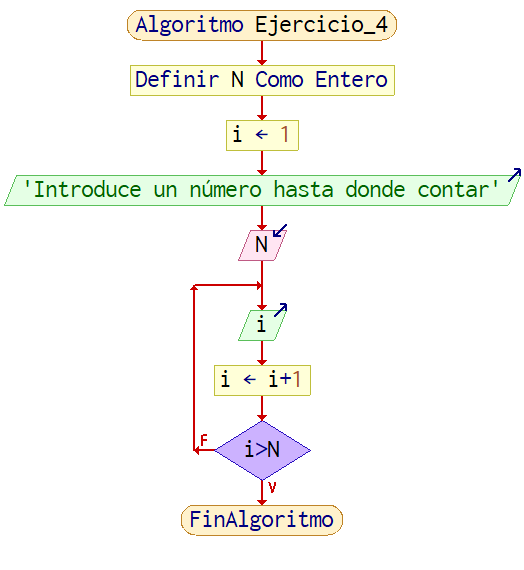 Algoritmo Ejercicio_4
Definir N Como Entero
i ← 1
'Introduce un número hasta donde contar'
N
i
i ← i+1
F
i>N
V
FinAlgoritmo